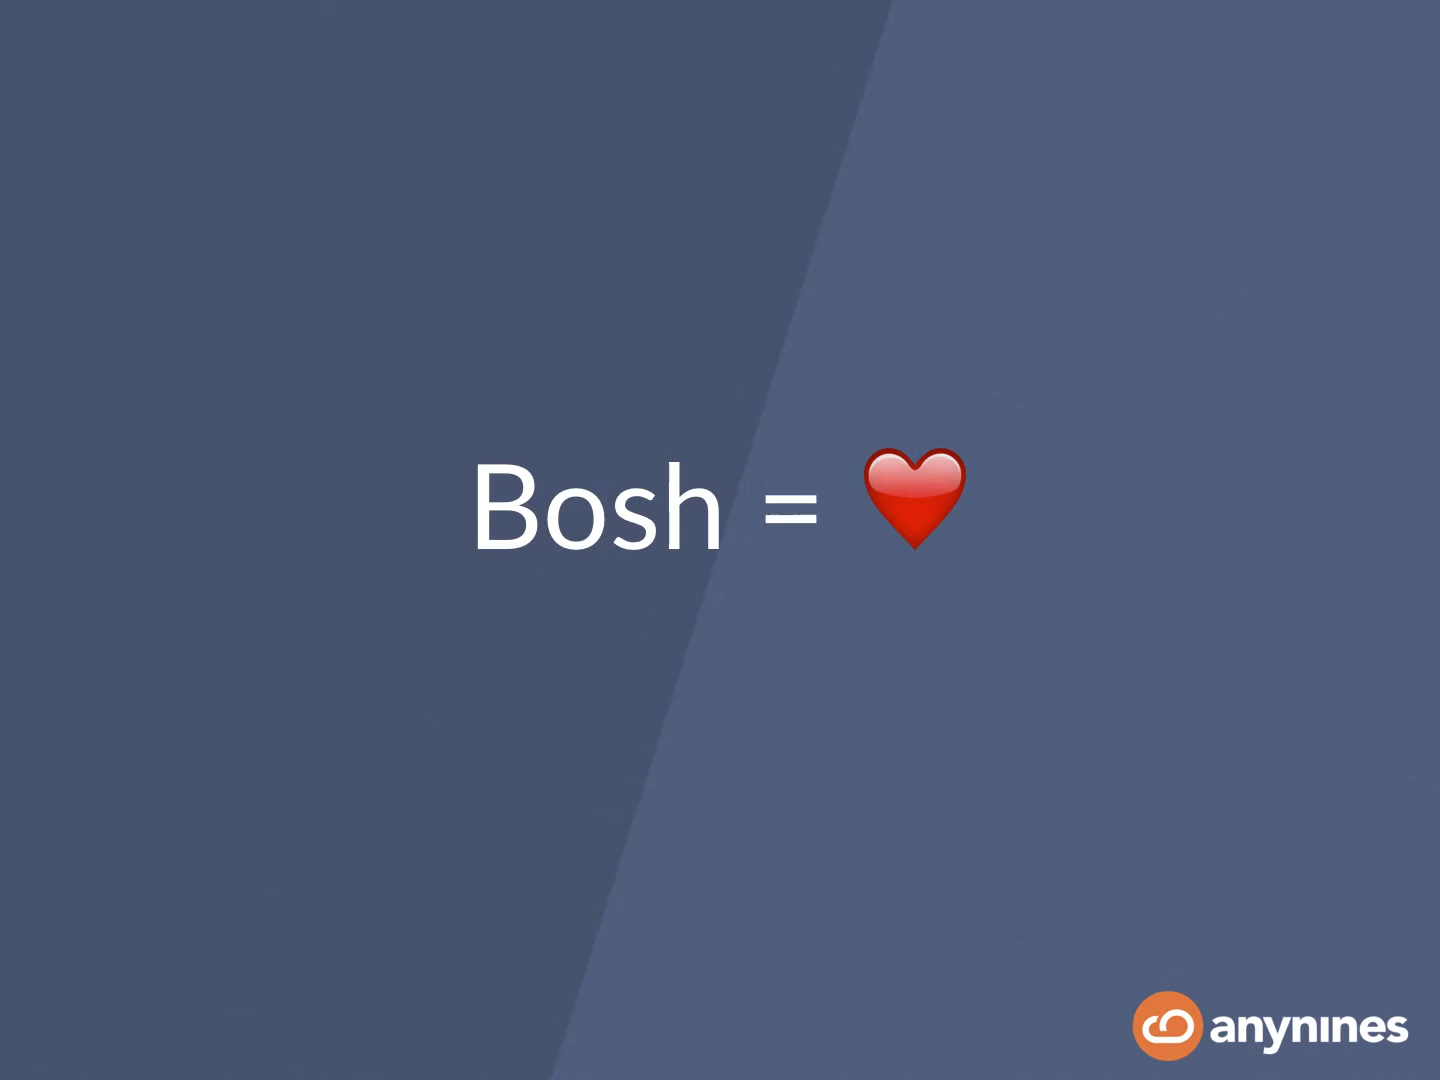 Bosh = ❤️
anynines